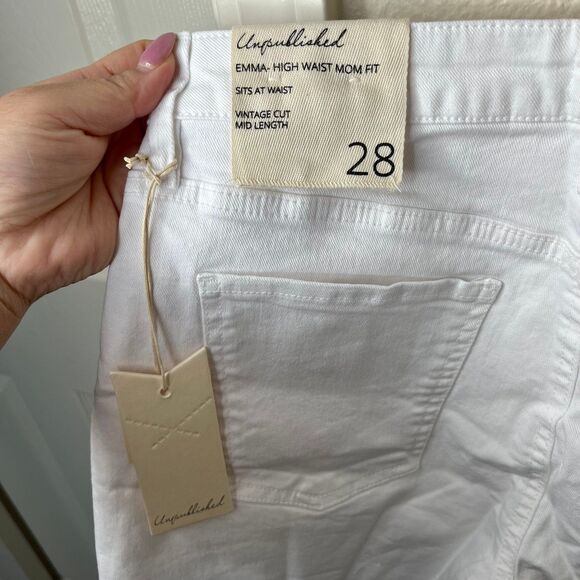 Unpublished
EMMA- HIGH WAIST MOM FIT
SITS AT WAIST
VINTAGE CUT
MID LENGTH
28
Unpublished